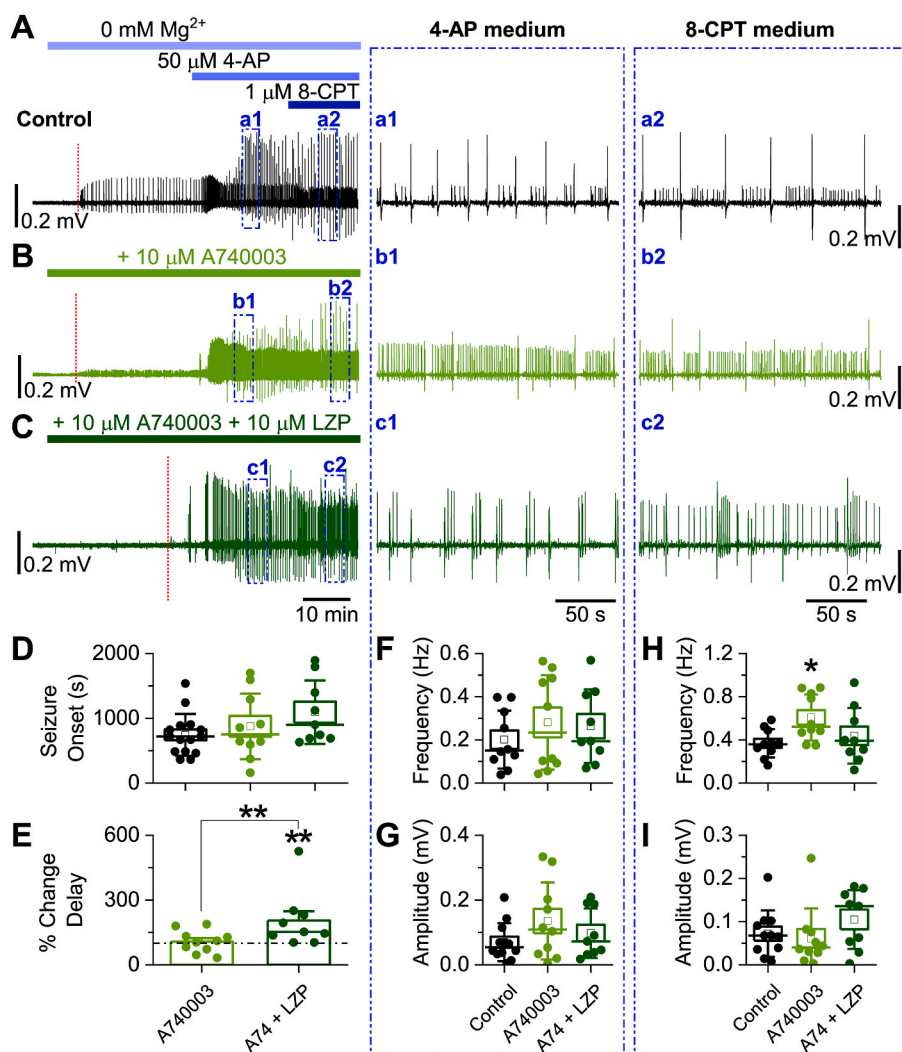 A
0 mM Mg2+
50 μM 4-AP
1 μM 8-CPT
4-AP medium
8-CPT medium
Control
a1
a2
a1
a2
0.2 mV
0.2 mV
B
+ 10 μM A740003
b1
b2
b1
b2
0.2 mV
0.2 mV
C
+ 10 μM A740003 + 10 μM LZP
c1
c2
c1
c2
0.2 mV
0.2 mV
10 min
50 s
50 s
D
Seizure
Onset (s)
2000
1000
0
E
% Change
Delay
600
300
0
**
**
A740003
A74 + LZP
F
Frequency (Hz)
0.6
0.3
0.0
G
Amplitude (mV)
0.4
0.2
0.0
Control
A740003
A74 + LZP
H
Frequency (Hz)
1.2
0.8
0.4
0.0
*
I
Amplitude (mV)
0.3
0.2
0.1
0.0
Control
A740003
A74 + LZP